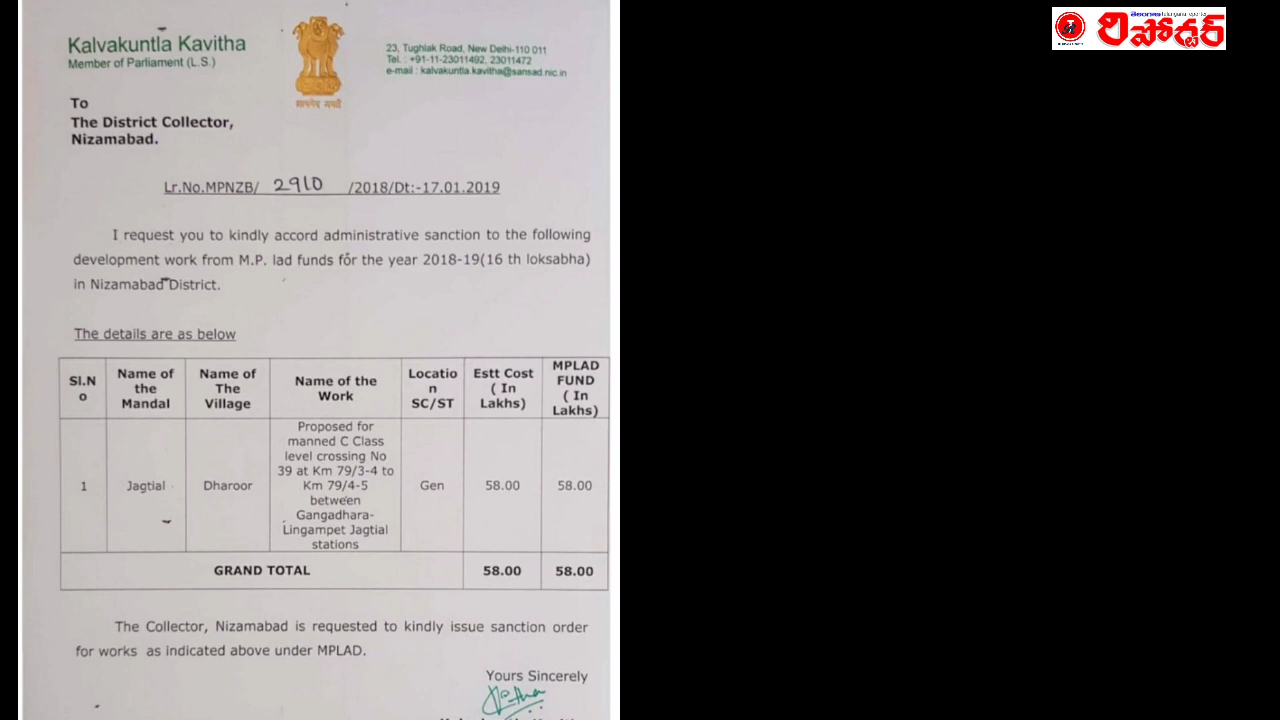 Kalvakuntla Kavitha
Member of Parliament (L.S.)
सत्यमेव जयते
23, Tughlak Road, New Delhi-110 011
Tel. : +91-11-23011492, 23011472
e-mail : kalvakuntla.kavitha@sansad.nic.in
తెలంగాణ telangana reporter
రిపోర్టర్
To
The District Collector,
Nizamabad.
Lr.No.MPNZB/ 2910 /2018/Dt:-17.01.2019
I request you to kindly accord administrative sanction to the following
development work from M.P. lad funds for the year 2018-19(16 th loksabha)
in Nizamabad District.
The details are as below
Sl.N
o
Name of
the
Mandal
Name of
The
Village
Name of the
Work
Locatio
n
SC/ST
Estt Cost
( In
Lakhs)
MPLAD
FUND
( In
Lakhs)
1
Jagtial
Dharoor
Proposed for
manned C Class
level crossing No
39 at Km 79/3-4 to
Km 79/4-5
between
Gangadhara-
Lingampet Jagtial
stations
Gen
58.00
58.00
GRAND TOTAL
58.00
58.00
The Collector, Nizamabad is requested to kindly issue sanction order
for works as indicated above under MPLAD.
Yours Sincerely